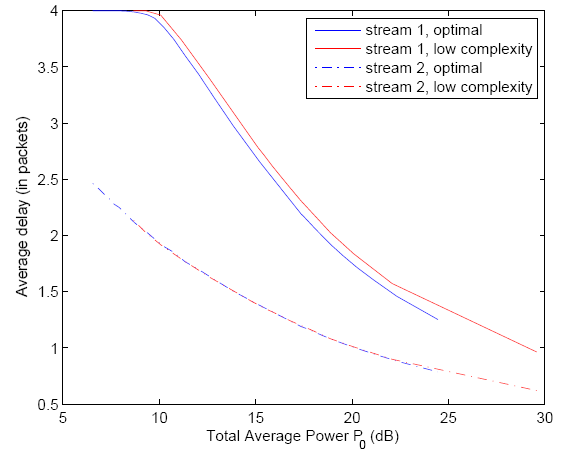 4
3.5
3
2.5
2
1.5
1
0.5
5
10
15
20
25
30
Average delay (in packets)
Total Average Power P0 (dB)
stream 1, optimal
stream 1, low complexity
stream 2, optimal
stream 2, low complexity